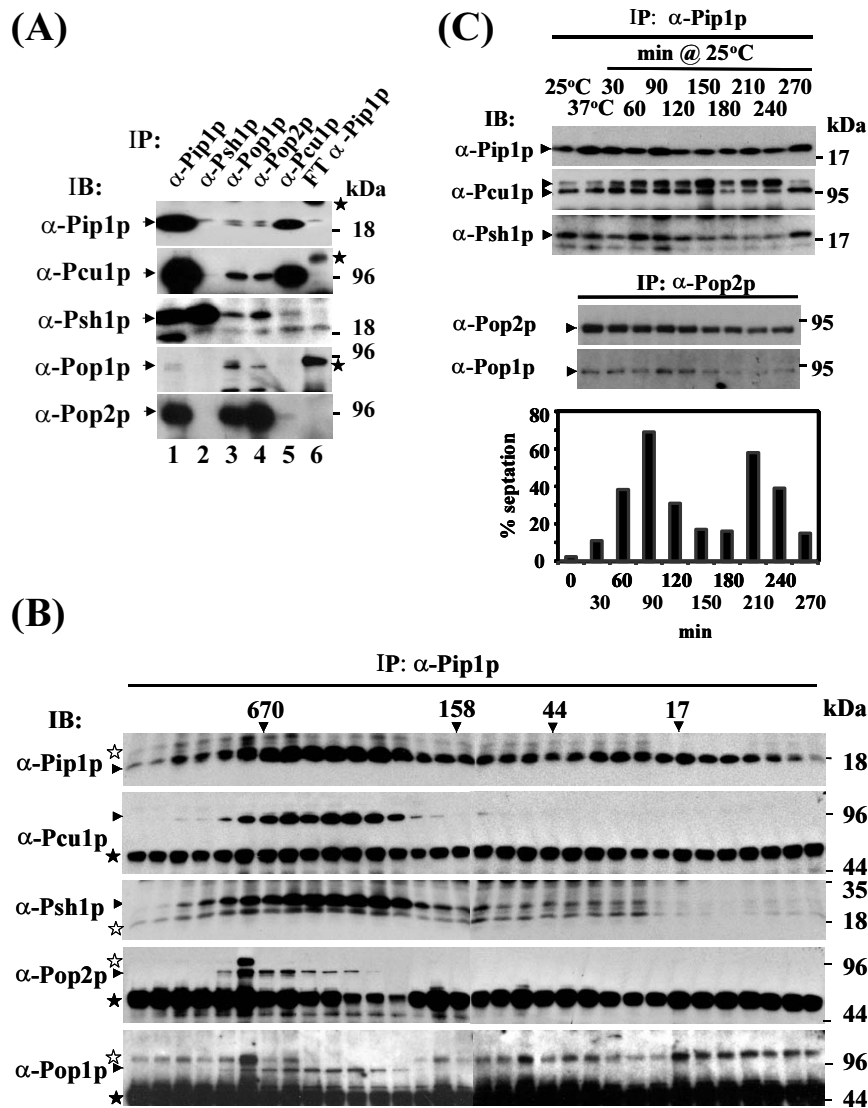 (A)
IP:
α-Pip1p
α-Psh1p
α-Pop1p
α-Pop2p
α-Pcu1p
FT α-Pip1p
IB:
kDa
α-Pip1p
18
α-Pcu1p
96
α-Psh1p
18
α-Pop1p
96
α-Pop2p
96
1 2 3 4 5 6
(C)
IP: α-Pip1p
min @ 25°C
25°C 30 90 150 210 270
37°C 60 120 180 240
IB:
kDa
α-Pip1p
17
α-Pcu1p
95
α-Psh1p
17
IP: α-Pop2p
α-Pop2p
95
α-Pop1p
95
% septation
80
60
40
20
0
0 60 120 180 240
30 90 150 210 270
min
(B)
IP: α-Pip1p
IB:
670 158 44 17
kDa
α-Pip1p
18
α-Pcu1p
96
44
α-Psh1p
35
18
α-Pop2p
96
44
α-Pop1p
96
44